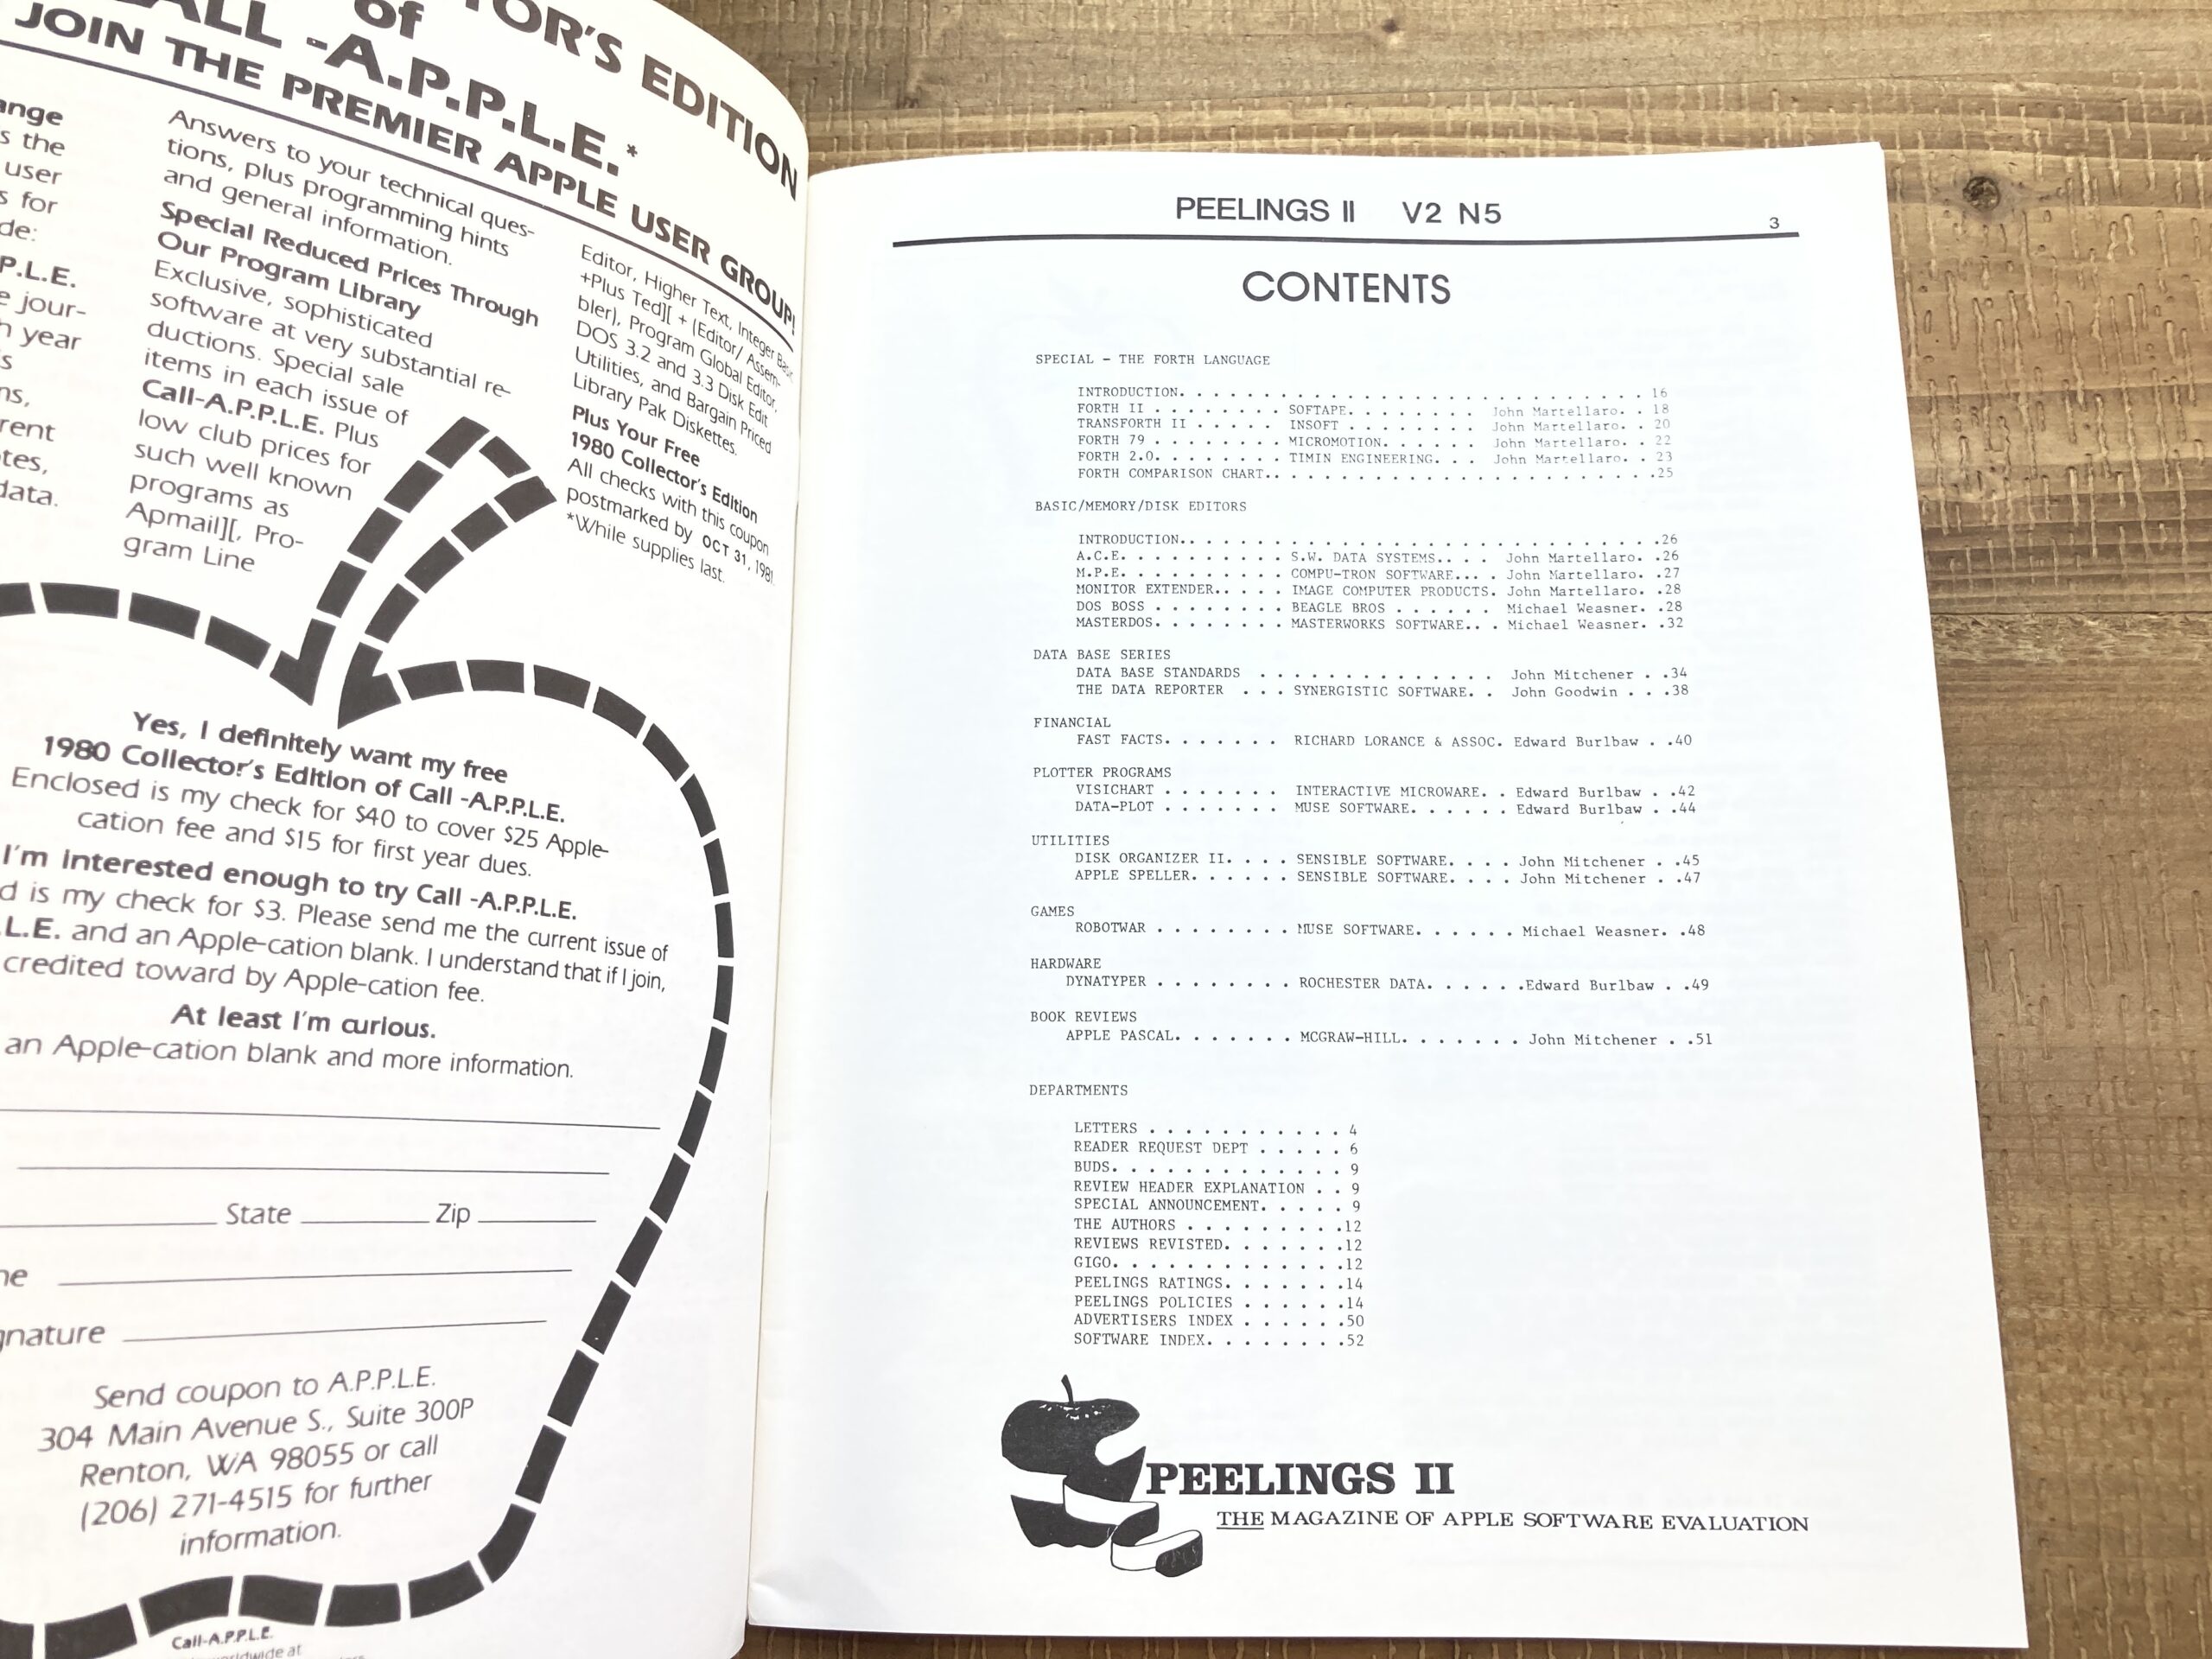 OR'S EDITION
ALL -A.P.P.L.E.*
of
JOIN THE PREMIER APPLE USER GROUP!
ange
s the
user
s for
de:
P.L.E.
e jour-
h year
s
ns,
rent
tes,
data.
Answers to your technical ques-
tions, plus programming hints
and general information.
Special Reduced Prices Through
Our Program Library
Exclusive, sophisticated
software at very substantial re-
ductions. Special sale
items in each issue of
Call-A.P.P.L.E. Plus
low club prices for
such well known
programs as
Apmail][, Pro-
gram Line
Editor, Higher Text, Integer Basic
+Plus Ted][ + (Editor/ Assem-
bler), Program Global Editor,
DOS 3.2 and 3.3 Disk Edit
Utilities, and Bargain Priced
Library Pak Diskettes.
Plus Your Free
1980 Collector's Edition
All checks with this coupon
postmarked by OCT 31, 1981
*While supplies last.
Yes, I definitely want my free
1980 Collector's Edition of Call -A.P.P.L.E.
Enclosed is my check for $40 to cover $25 Apple-
cation fee and $15 for first year dues.
I'm interested enough to try Call -A.P.P.L.E.
d is my check for $3. Please send me the current issue of
.L.E. and an Apple-cation blank. I understand that if I join,
credited toward by Apple-cation fee.
At least I'm curious.
an Apple-cation blank and more information.
State Zip
ne
gnature
Send coupon to A.P.P.L.E.
304 Main Avenue S., Suite 300P
Renton, WA 98055 or call
(206) 271-4515 for further
information.
Call-A.P.P.L.E.
worldwide at
PEELINGS II V2 N5
3
CONTENTS
SPECIAL - THE FORTH LANGUAGE
INTRODUCTION. . . . . . . . . . . . . . . . . . . . . . . . . . . . 16
FORTH II . . . . . . . . SOFTAPE. . . . . . . . John Martellaro. . 18
TRANSFORTH II . . . . . INSOFT . . . . . . . . John Martellaro. . 20
FORTH 79 . . . . . . . . MICROMOTION. . . . . . John Martellaro. . 22
FORTH 2.0. . . . . . . . TIMIN ENGINEERING. . . John Martellaro. . 23
FORTH COMPARISON CHART.. . . . . . . . . . . . . . . . . . . . . . .25
BASIC/MEMORY/DISK EDITORS
INTRODUCTION.. . . . . . . . . . . . . . . . . . . . . . . . . . . .26
A.C.E. . . . . . . . . . S.W. DATA SYSTEMS.. . . John Martellaro. .26
M.P.E. . . . . . . . . . COMPU-TRON SOFTWARE... . John Martellaro. .27
MONITOR EXTENDER.. . . . IMAGE COMPUTER PRODUCTS. John Martellaro. .28
DOS BOSS . . . . . . . . BEAGLE BROS . . . . . . Michael Weasner. .28
MASTERDOS. . . . . . . . MASTERWORKS SOFTWARE.. . Michael Weasner. .32
DATA BASE SERIES
DATA BASE STANDARDS . . . . . . . . . . . . . . John Mitchener . .34
THE DATA REPORTER . . . SYNERGISTIC SOFTWARE. . John Goodwin . . .38
FINANCIAL
FAST FACTS. . . . . . . RICHARD LORANCE & ASSOC. Edward Burlbaw . .40
PLOTTER PROGRAMS
VISICHART . . . . . . . INTERACTIVE MICROWARE. . Edward Burlbaw . .42
DATA-PLOT . . . . . . . MUSE SOFTWARE. . . . . . Edward Burlbaw . .44
UTILITIES
DISK ORGANIZER II. . . . SENSIBLE SOFTWARE. . . . John Mitchener . .45
APPLE SPELLER. . . . . . SENSIBLE SOFTWARE. . . . John Mitchener . .47
GAMES
ROBOTWAR . . . . . . . . MUSE SOFTWARE. . . . . . Michael Weasner. .48
HARDWARE
DYNATYPER . . . . . . . . ROCHESTER DATA. . . . . .Edward Burlbaw . .49
BOOK REVIEWS
APPLE PASCAL. . . . . . . MCGRAW-HILL. . . . . . . John Mitchener . .51
DEPARTMENTS
LETTERS . . . . . . . . . . . 4
READER REQUEST DEPT . . . . . 6
BUDS. . . . . . . . . . . . . 9
REVIEW HEADER EXPLANATION . . 9
SPECIAL ANNOUNCEMENT. . . . . 9
THE AUTHORS . . . . . . . . .12
REVIEWS REVISTED. . . . . . .12
GIGO. . . . . . . . . . . . .12
PEELINGS RATINGS. . . . . . .14
PEELINGS POLICIES . . . . . .14
ADVERTISERS INDEX . . . . . .50
SOFTWARE INDEX. . . . . . . .52
PEELINGS II
THE MAGAZINE OF APPLE SOFTWARE EVALUATION